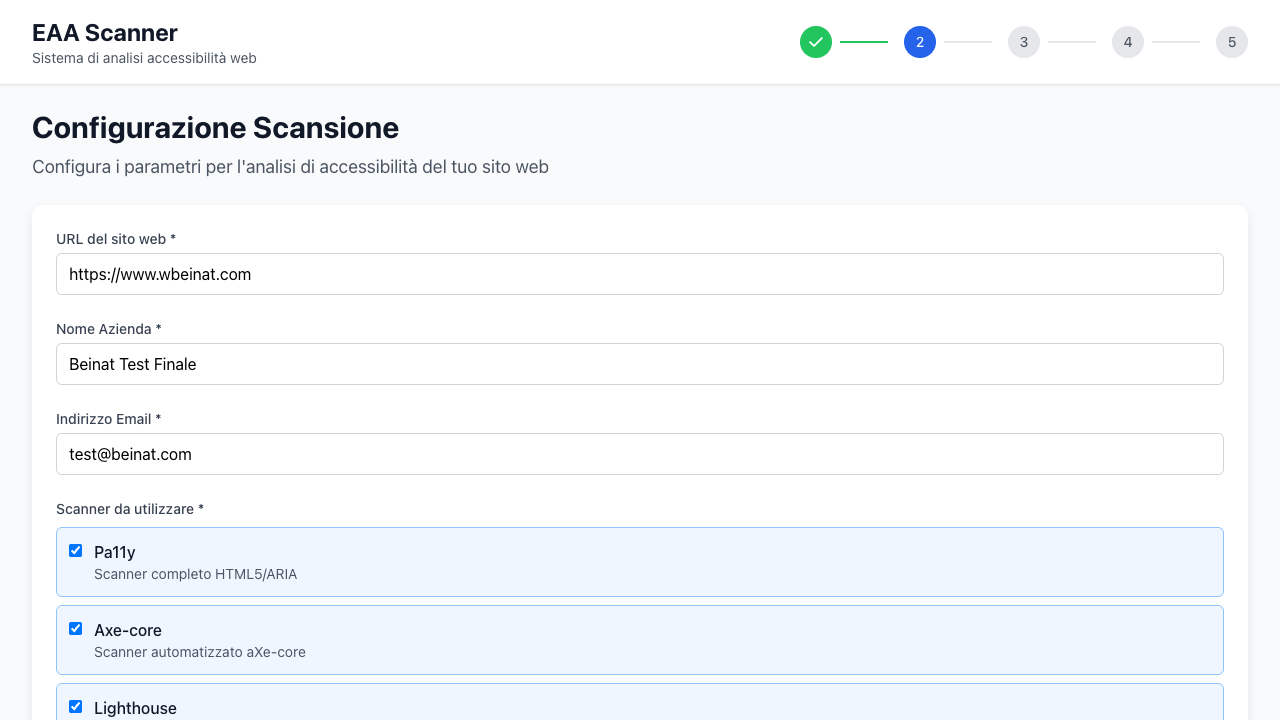 EAA Scanner
Sistema di analisi accessibilità web
2
3
4
5
Configurazione Scansione
Configura i parametri per l'analisi di accessibilità del tuo sito web
URL del sito web *
https://www.wbeinat.com
Nome Azienda *
Beinat Test Finale
Indirizzo Email *
test@beinat.com
Scanner da utilizzare *
Pa11y
Scanner completo HTML5/ARIA
Axe-core
Scanner automatizzato aXe-core
Lighthouse